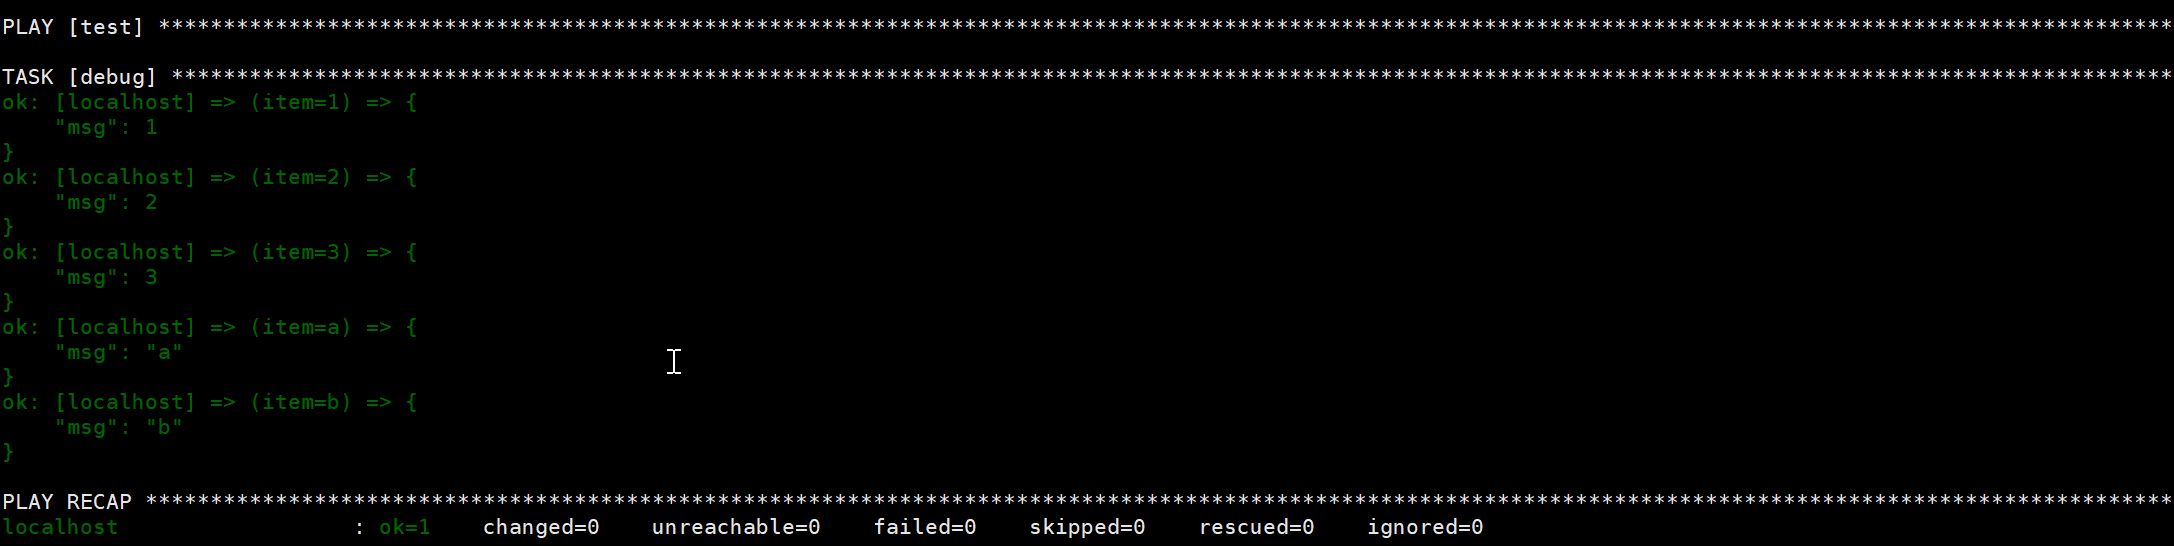 PLAY [test] ***********************************************************************************************************************************************************
TASK [debug] **********************************************************************************************************************************************************
ok: [localhost] => (item=1) => {
    "msg": 1
}
ok: [localhost] => (item=2) => {
    "msg": 2
}
ok: [localhost] => (item=3) => {
    "msg": 3
}
ok: [localhost] => (item=a) => {
    "msg": "a"
}
ok: [localhost] => (item=b) => {
    "msg": "b"
}
PLAY RECAP ************************************************************************************************************************************************************
localhost                  : ok=1    changed=0    unreachable=0    failed=0    skipped=0    rescued=0    ignored=0